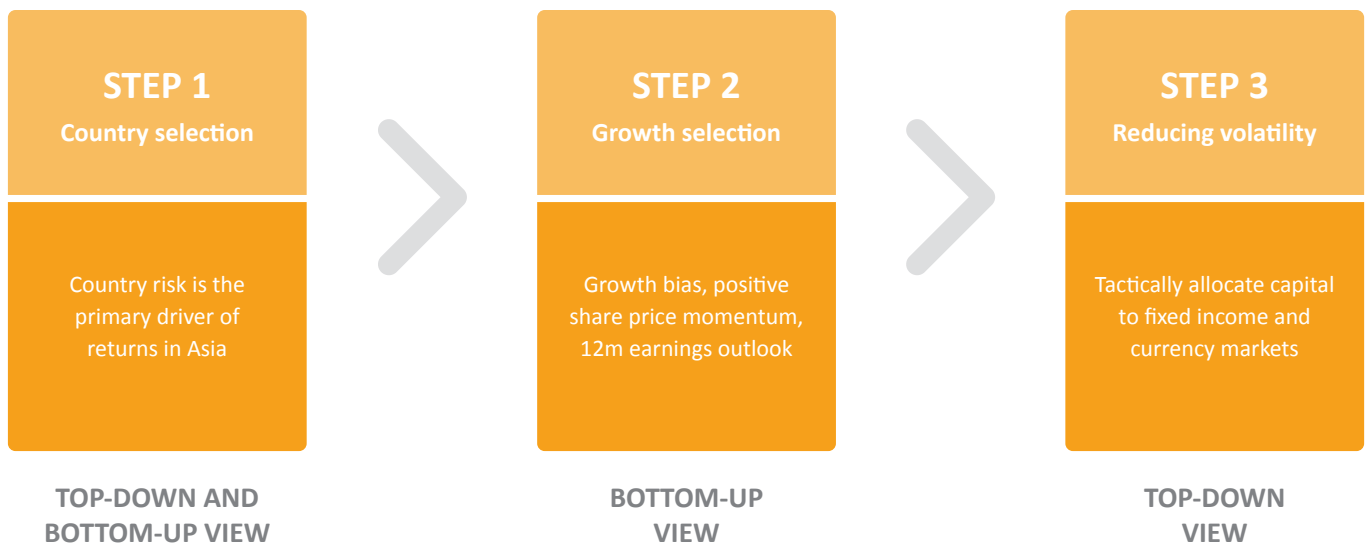 STEP 1
Country selection
Country risk is the
primary driver of
returns in Asia
TOP-DOWN AND
BOTTOM-UP VIEW
STEP 2
Growth selection
Growth bias, positive
share price momentum,
12m earnings outlook
BOTTOM-UP
VIEW
STEP 3
Reducing volatility
Tactically allocate capital
to fixed income and
currency markets
TOP-DOWN
VIEW